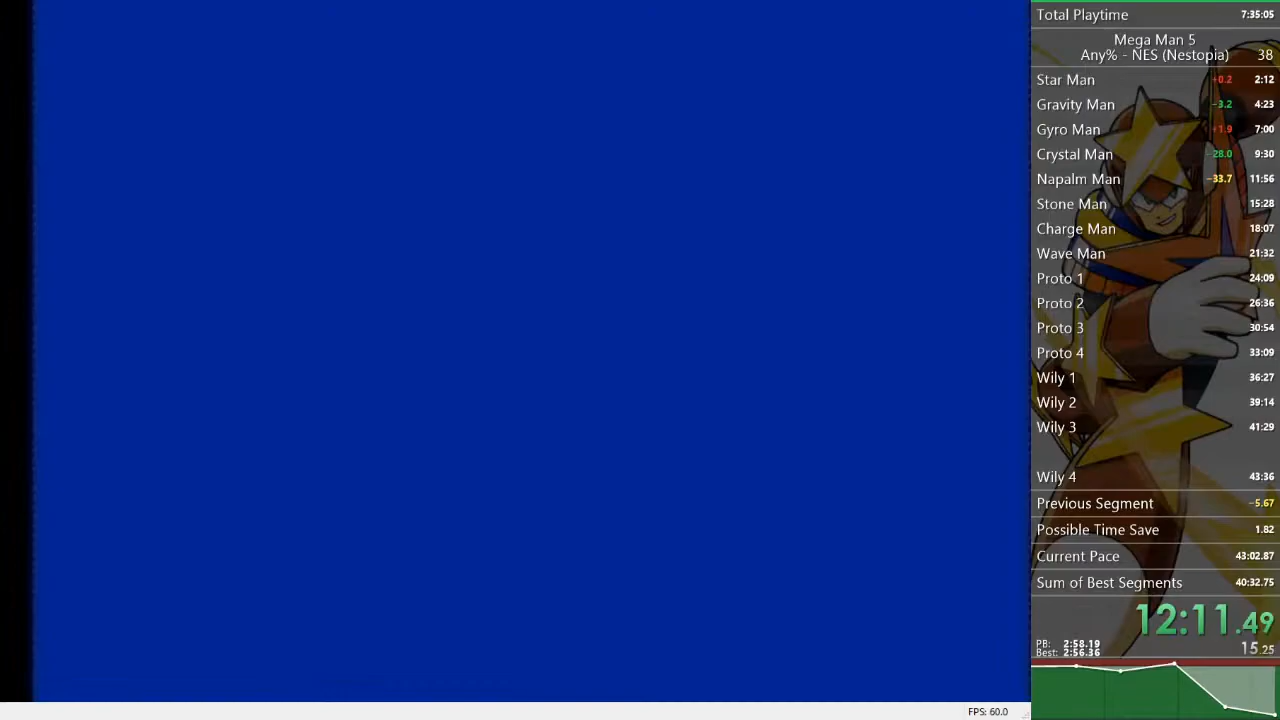 Total Playtime 7:35:05
Mega Man 5
Any% - NES (Nestopia) 38
Star Man +0.2 2:12
Gravity Man -3.2 4:23
Gyro Man +1.9 7:00
Crystal Man -28.0 9:30
Napalm Man -33.7 11:56
Stone Man 15:28
Charge Man 18:07
Wave Man 21:32
Proto 1 24:09
Proto 2 26:36
Proto 3 30:54
Proto 4 33:09
Wily 1 36:27
Wily 2 39:14
Wily 3 41:29
Wily 4 43:36
Previous Segment -5.67
Possible Time Save 1.82
Current Pace 43:02.87
Sum of Best Segments 40:32.75
12:11.49
PB: 2:58.19 15.25
Best: 2:56.36
FPS: 60.0